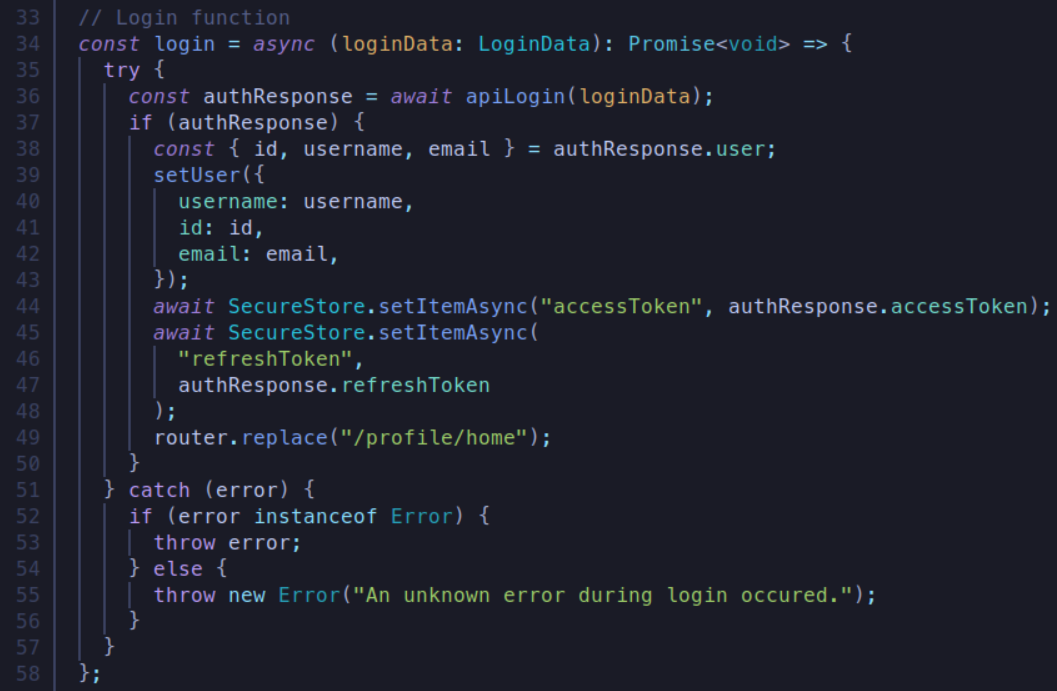 33 // Login function
34 const login = async (loginData: LoginData): Promise<void> => {
35   try {
36     const authResponse = await apiLogin(loginData);
37     if (authResponse) {
38       const { id, username, email } = authResponse.user;
39       setUser({
40         username: username,
41         id: id,
42         email: email,
43       });
44       await SecureStore.setItemAsync("accessToken", authResponse.accessToken);
45       await SecureStore.setItemAsync(
46         "refreshToken",
47         authResponse.refreshToken
48       );
49       router.replace("/profile/home");
50     }
51   } catch (error) {
52     if (error instanceof Error) {
53       throw error;
54     } else {
55       throw new Error("An unknown error during login occured.");
56     }
57   }
58 };